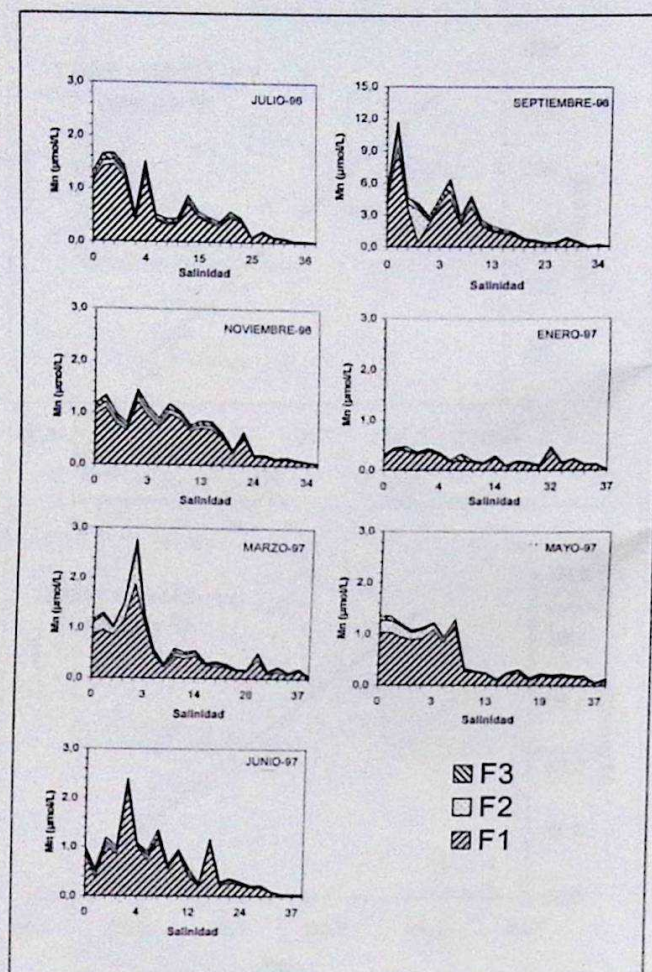 3,0
2,0
1,0
0,0
Mn (µmol/L)
JULIO-96
0 4 15 25 36
Salinidad
15,0
12,0
9,0
6,0
3,0
0,0
Mn (µmol/L)
SEPTIEMBRE-96
0 3 13 23 34
Salinidad
3,0
2,0
1,0
0,0
Mn (µmol/L)
NOVIEMBRE-96
0 3 14 24 34
Salinidad
3,0
2,0
1,0
0,0
Mn (µmol/L)
ENERO-97
0 4 14 32 37
Salinidad
3,0
2,0
1,0
0,0
Mn (µmol/L)
MARZO-97
0 3 14 20 37
Salinidad
3,0
2,0
1,0
0,0
Mn (µmol/L)
MAYO-97
0 3 13 19 37
Salinidad
3,0
2,0
1,0
0,0
Mn (µmol/L)
JUNIO-97
0 4 12 24 37
Salinidad
F3
F2
F1